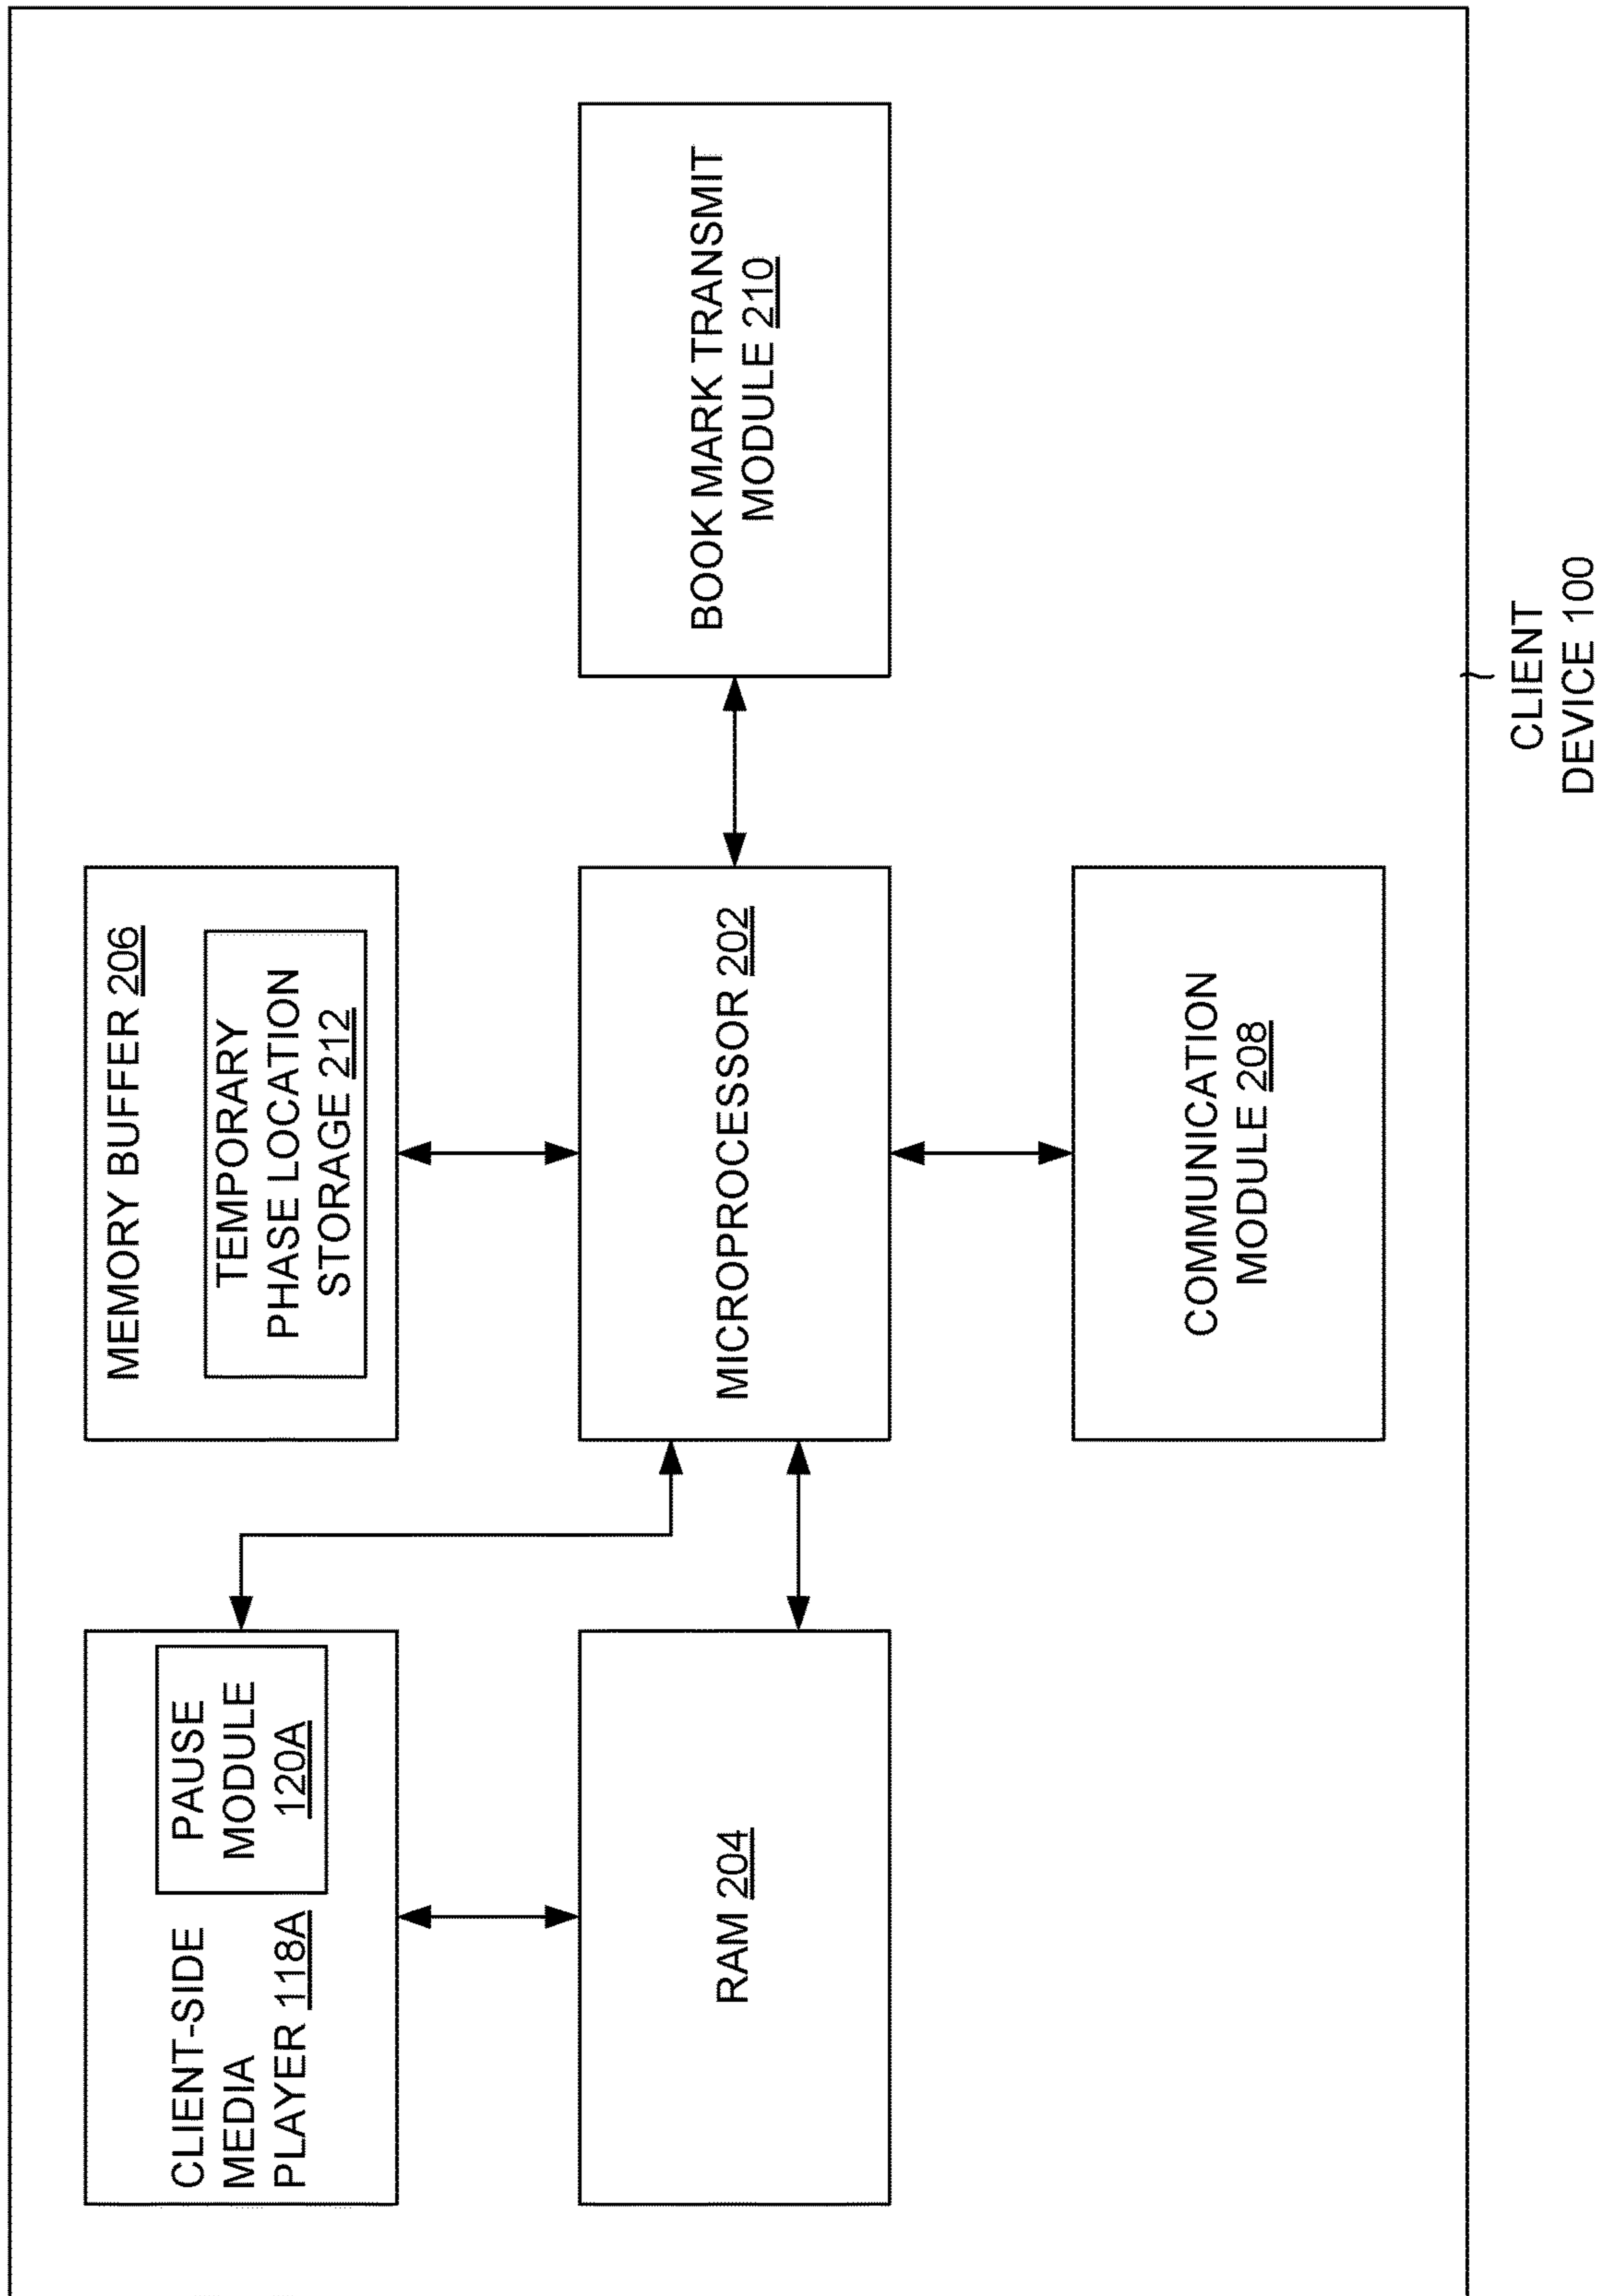 CLIENT-SIDE
MEDIA
PLAYER 118A
PAUSE
MODULE
120A
MEMORY BUFFER 206
TEMPORARY
PHASE LOCATION
STORAGE 212
RAM 204
MICROPROCESSOR 202
BOOK MARK TRANSMIT
MODULE 210
COMMUNICATION
MODULE 208
CLIENT
DEVICE 100